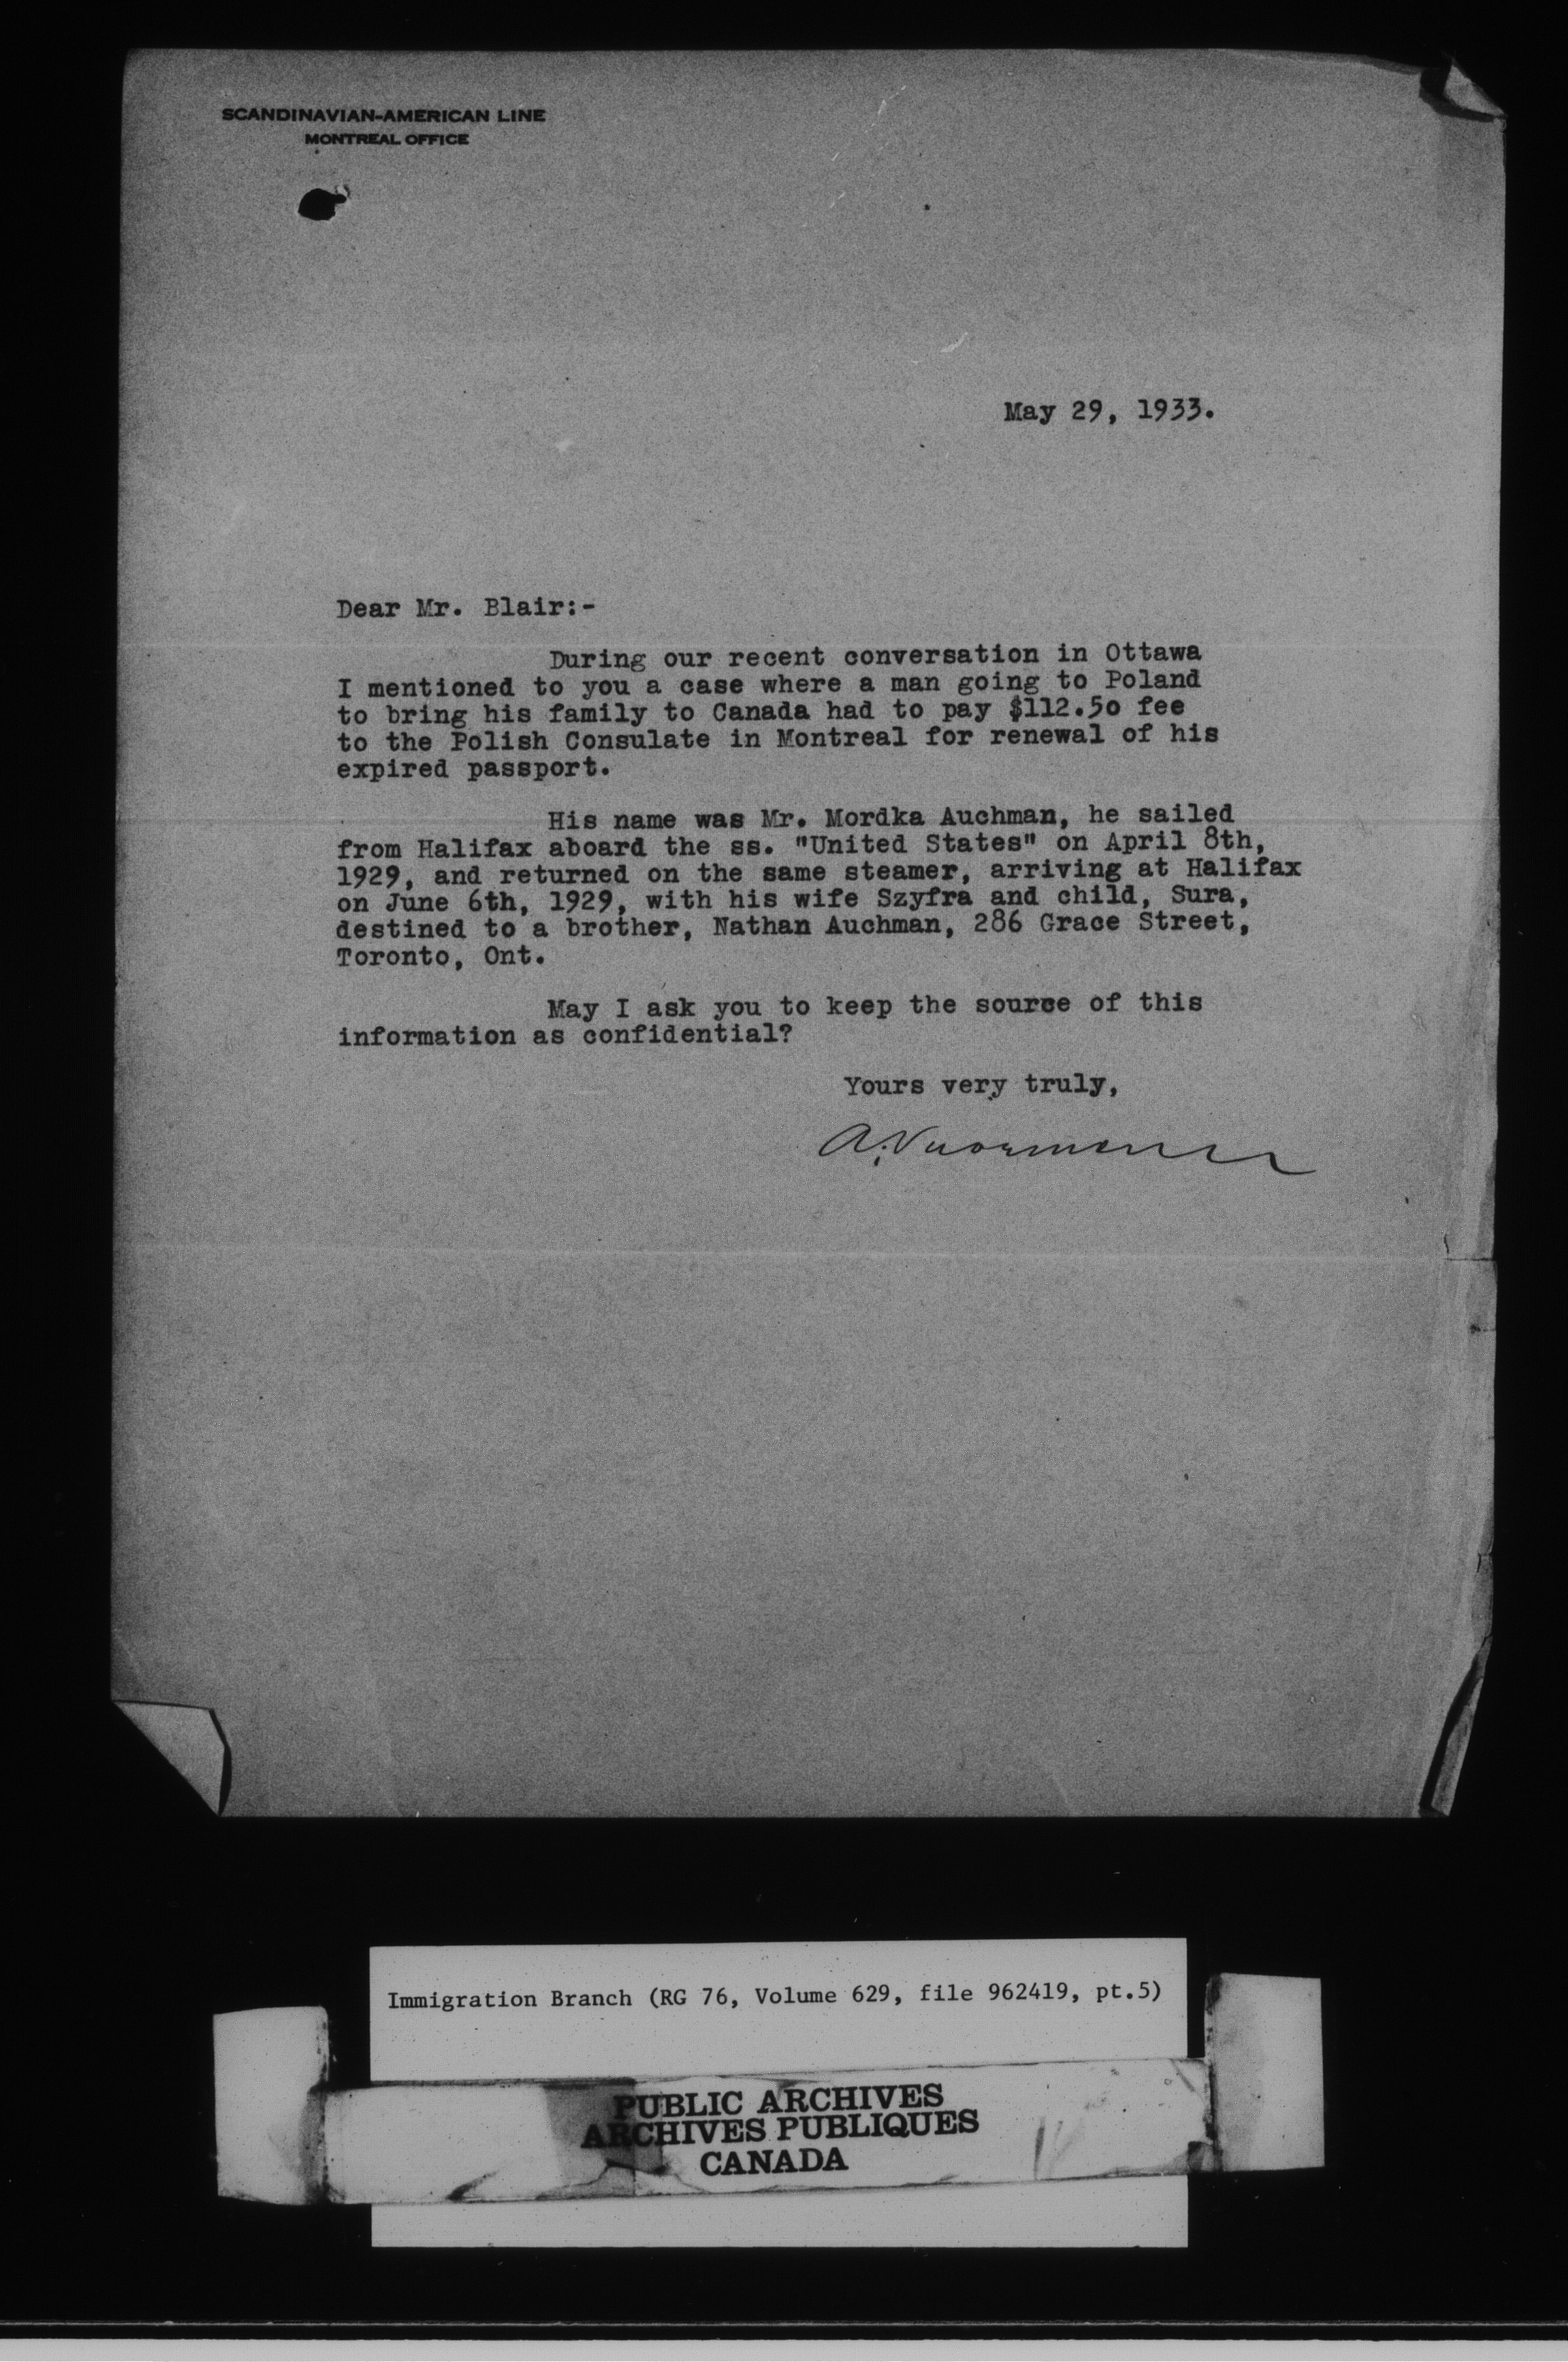 SCANDINAVIAN-AMERICAN LINE
MONTREAL OFFICE
May 29, 1933.
Dear Mr. Blair:-
During our recent conversation in Ottawa
I mentioned to you a case where a man going to Poland
to bring his family to Canada had to pay $112.50 fee
to the Polish Consulate in Montreal for renewal of his
expired passport.
His name was Mr. Mordka Auchman, he sailed
from Halifax aboard the ss. "United States" on April 8th,
1929, and returned on the same steamer, arriving at Halifax
on June 6th, 1929, with his wife Szyfra and child, Sura,
destined to a brother, Nathan Auchman, 286 Grace Street,
Toronto, Ont.
May I ask you to keep the source of this
information as confidential?
Yours very truly,
Immigration Branch (RG 76, Volume 629, file 962419, pt.5)
PUBLIC ARCHIVES
ARCHIVES PUBLIQUES
CANADA